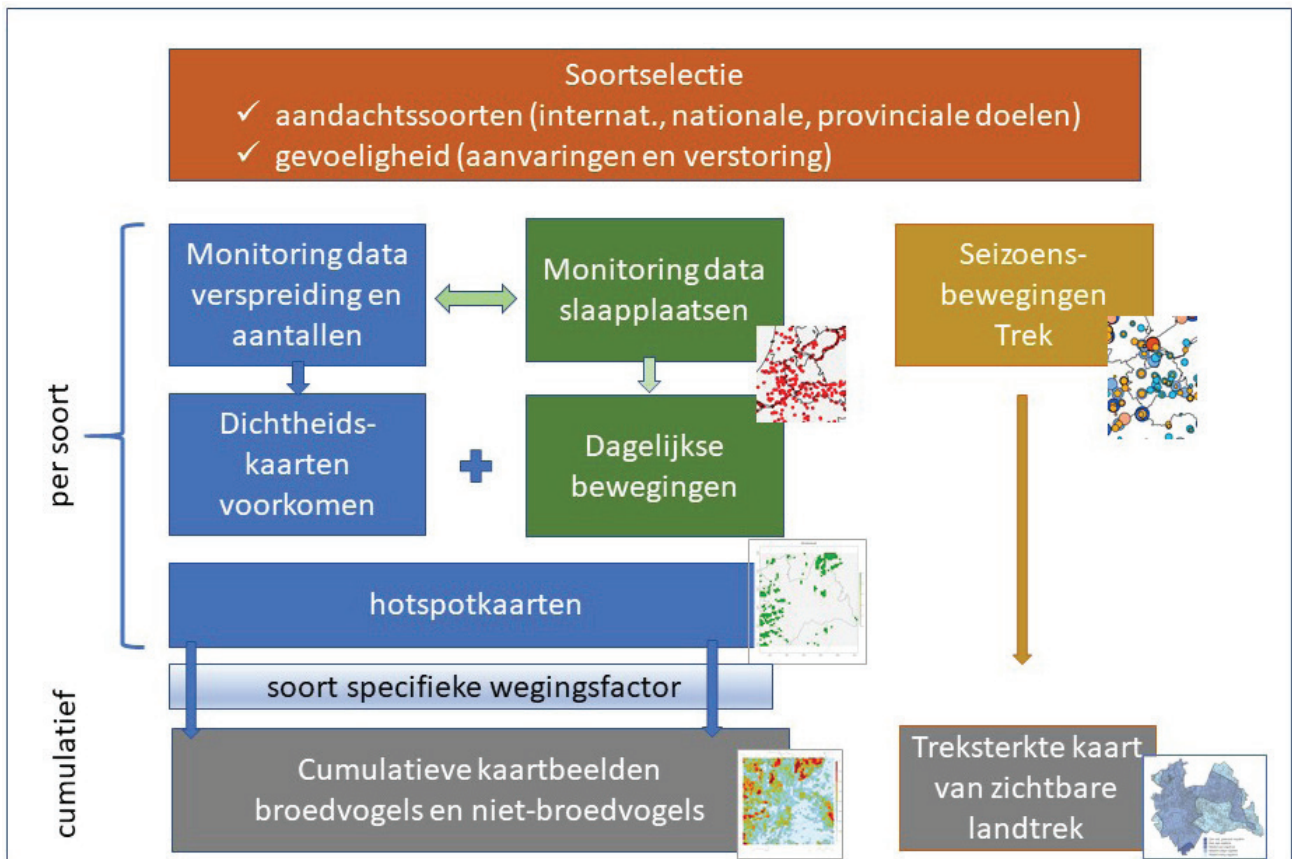 Soortselectie
✓ aandachtssoorten (internat., nationale, provinciale doelen)
✓ gevoeligheid (aanvaringen en verstoring)
per soort
Monitoring data
verspreiding en
aantallen
Monitoring data
slaapplaatsen
Seizoens-
bewegingen
Trek
Dichtheids-
kaarten
voorkomen
Dagelijkse
bewegingen
hotspotkaarten
cumulatief
soort specifieke wegingsfactor
Cumulatieve kaartbeelden
broedvogels en niet-broedvogels
Treksterkte kaart
van zichtbare
landtrek